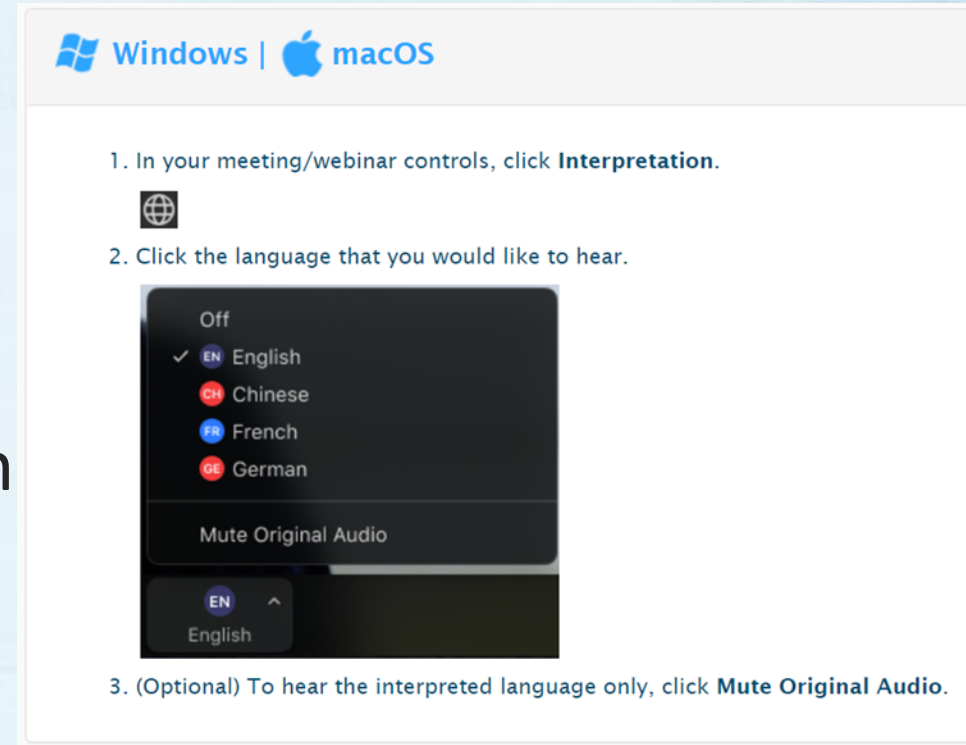 Windows | macOS
1. In your meeting/webinar controls, click Interpretation.
2. Click the language that you would like to hear.
Off
✓ EN English
CH Chinese
FR French
GE German
Mute Original Audio
EN
English
3. (Optional) To hear the interpreted language only, click Mute Original Audio.